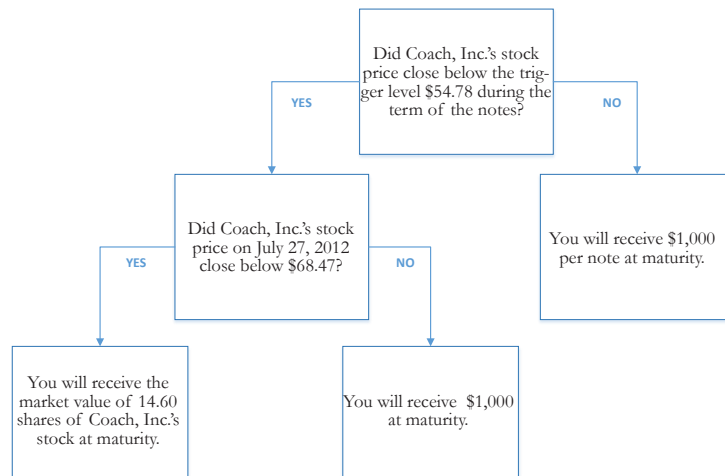 Did Coach, Inc.'s stock
price close below the trig-
ger level $54.78 during the
term of the notes?
YES
NO
Did Coach, Inc.'s stock
price on July 27, 2012
close below $68.47?
You will receive $1,000
per note at maturity.
YES
NO
You will receive the
market value of 14.60
shares of Coach, Inc.'s
stock at maturity.
You will receive $1,000
at maturity.